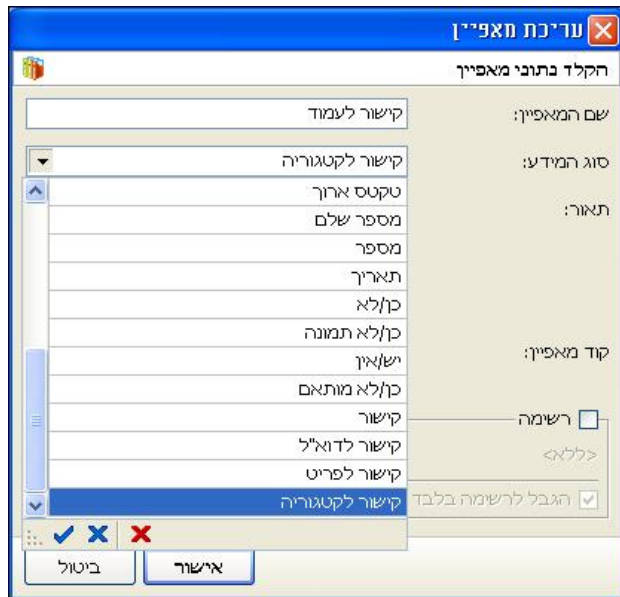 עריכת מאפיין
הקלד נתוני מאפיין
שם המאפיין: קישור לעמוד
סוג המידע: קישור לקטגוריה
תאור:
טקטס ארוך
מספר שלם
מספר
תאריך
כן/לא
כן/לא תמונה
יש/אין
כן/לא מותאם
קישור
קישור לדוא"ל
קישור לפריט
קישור לקטגוריה
קוד מאפיין:
רשימה
<ללא>
הגבל לרשימה בלבד
אישור ביטול